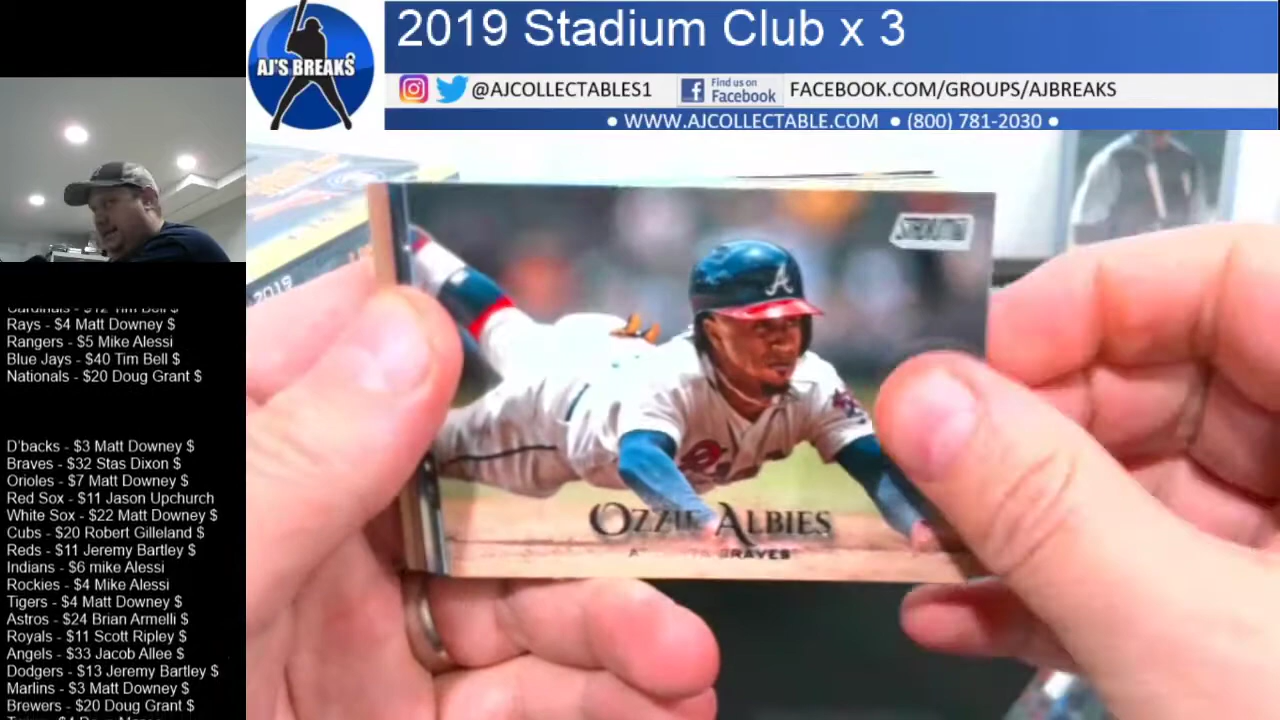 2019 Stadium Club x 3
AJ'S BREAKS
@AJCOLLECTABLES1
Find us on
Facebook
FACEBOOK.COM/GROUPS/AJBREAKS
• WWW.AJCOLLECTABLE.COM • (800) 781-2030 •
Cardinals - $12 Tim Bell $
Rays - $4 Matt Downey $
Rangers - $5 Mike Alessi
Blue Jays - $40 Tim Bell $
Nationals - $20 Doug Grant $
D'backs - $3 Matt Downey $
Braves - $32 Stas Dixon $
Orioles - $7 Matt Downey $
Red Sox - $11 Jason Upchurch
White Sox - $22 Matt Downey $
Cubs - $20 Robert Gilleland $
Reds - $11 Jeremy Bartley $
Indians - $6 mike Alessi
Rockies - $4 Mike Alessi
Tigers - $4 Matt Downey $
Astros - $24 Brian Armelli $
Royals - $11 Scott Ripley $
Angels - $33 Jacob Allee $
Dodgers - $13 Jeremy Bartley $
Marlins - $3 Matt Downey $
Brewers - $20 Doug Grant $
2019
A
OZZIE ALBIES
BRAVES